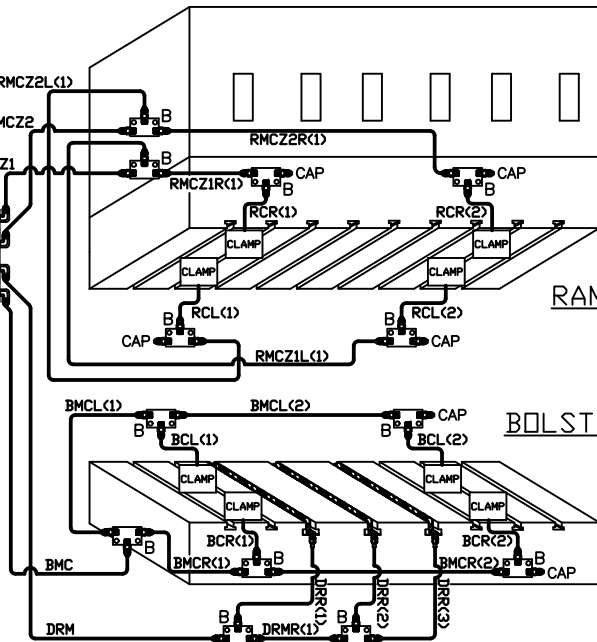 RMCZ2L(1)
MCZ2
B
RMCZ2R(1)
Z1
B
RMCZ1R(1)
CAP
B
CAP
B
RCR(1)
RCR(2)
CLAMP
CLAMP
CLAMP
CLAMP
RAM
RCL(1)
RCL(2)
B
B
CAP
CAP
RMCZ1L(1)
BMCL(1)
BMCL(2)
CAP
B
B
BOLST
BCL(1)
BCL(2)
CLAMP
CLAMP
CLAMP
CLAMP
BCR(1)
BCR(2)
B
B
B
BMC
BMCR(1)
BMCR(2)
CAP
DRR(1)
DRR(2)
DRR(3)
DRM
B
DRMR(1)
B